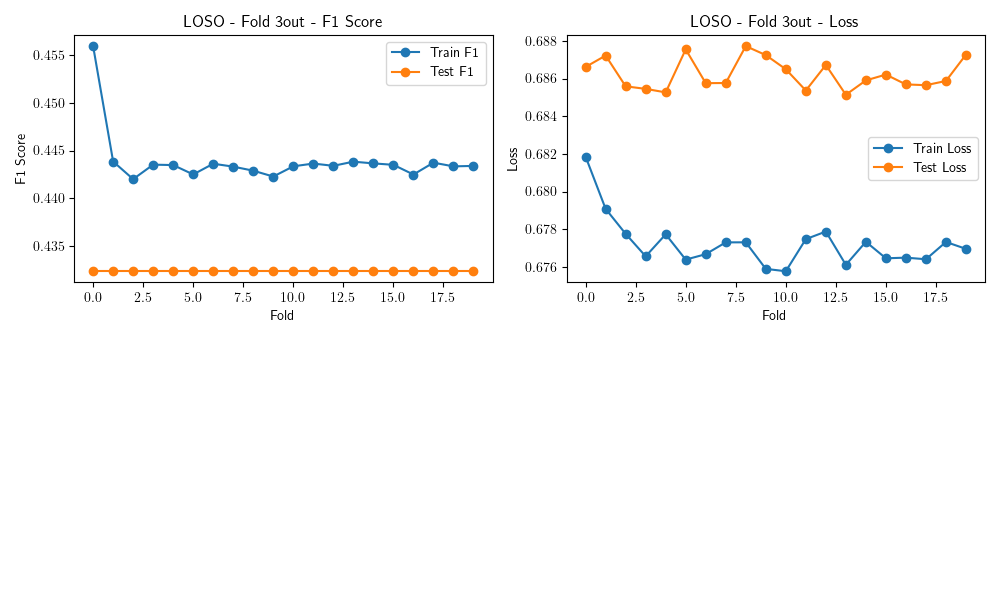 LOSO - Fold 3out - F1 Score
F1 Score
0.455
0.450
0.445
0.440
0.435
Train F1
Test F1
0.0 2.5 5.0 7.5 10.0 12.5 15.0 17.5
Fold
LOSO - Fold 3out - Loss
Loss
0.688
0.686
0.684
0.682
0.680
0.678
0.676
Train Loss
Test Loss
0.0 2.5 5.0 7.5 10.0 12.5 15.0 17.5
Fold